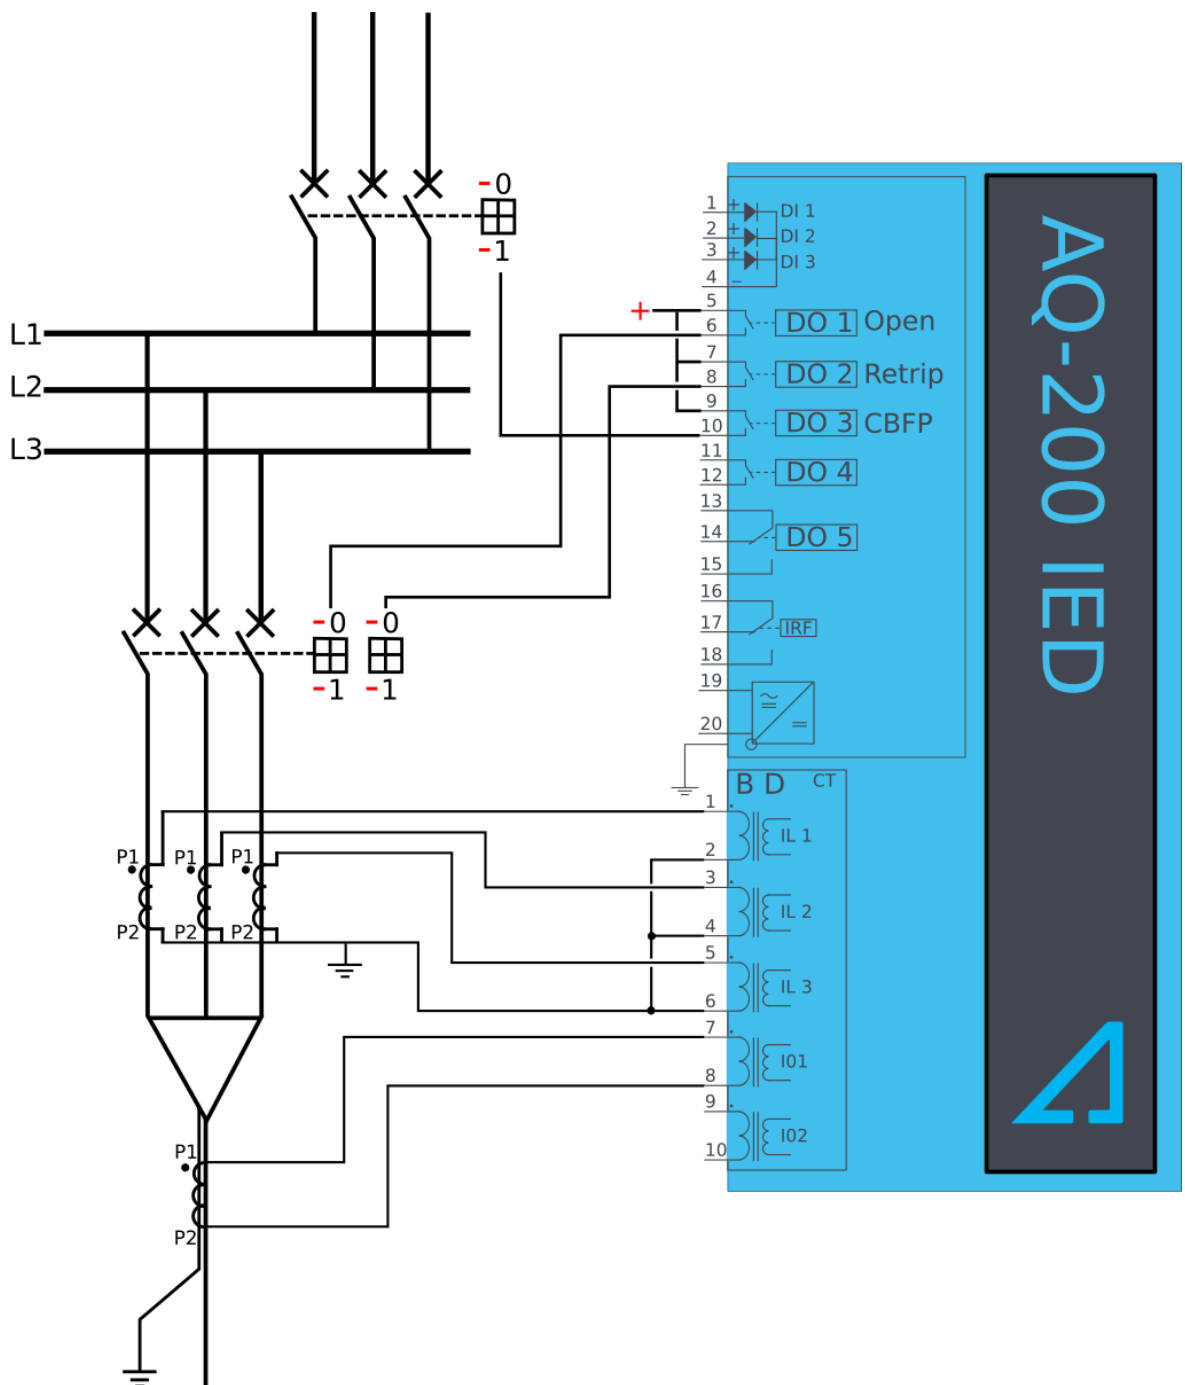 -0
-1
L1
L2
L3
-0
-1
-0
-1
P1
P1
P1
P2
P2
P2
P1
P2
+
1 + DI 1
2 + DI 2
3 + DI 3
4 −
5
6 DO 1 Open
7
8 DO 2 Retrip
9
10 DO 3 CBFP
11
12 DO 4
13
14 DO 5
15
16
17 IRF
18
19
20
B D CT
1
IL 1
2
3
IL 2
4
5
IL 3
6
7
I01
8
9
I02
10
AQ-200 IED